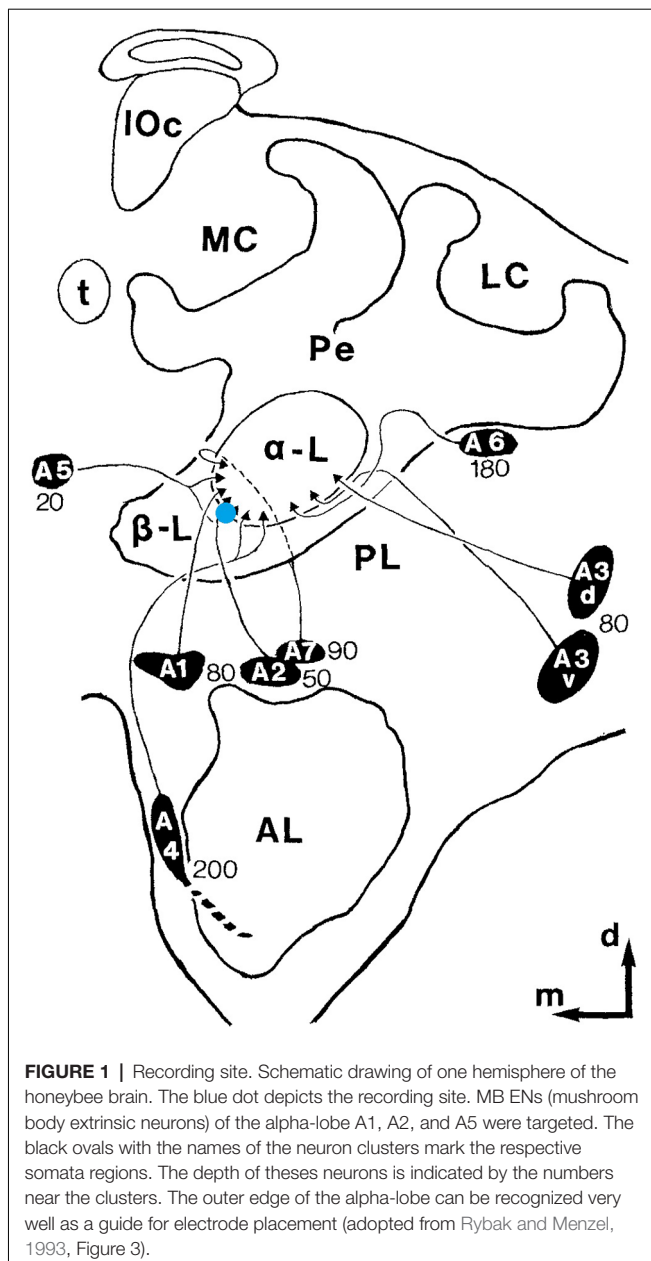 lOc
MC
LC
t
Pe
α-L
A5
20
A6
180
β-L
PL
A3
d
80
A3
v
A1
80
A2
50
A7
90
AL
A
4
200
d
m
FIGURE 1 | Recording site. Schematic drawing of one hemisphere of the
honeybee brain. The blue dot depicts the recording site. MB ENs (mushroom
body extrinsic neurons) of the alpha-lobe A1, A2, and A5 were targeted. The
black ovals with the names of the neuron clusters mark the respective
somata regions. The depth of theses neurons is indicated by the numbers
near the clusters. The outer edge of the alpha-lobe can be recognized very
well as a guide for electrode placement (adopted from Rybak and Menzel,
1993, Figure 3).